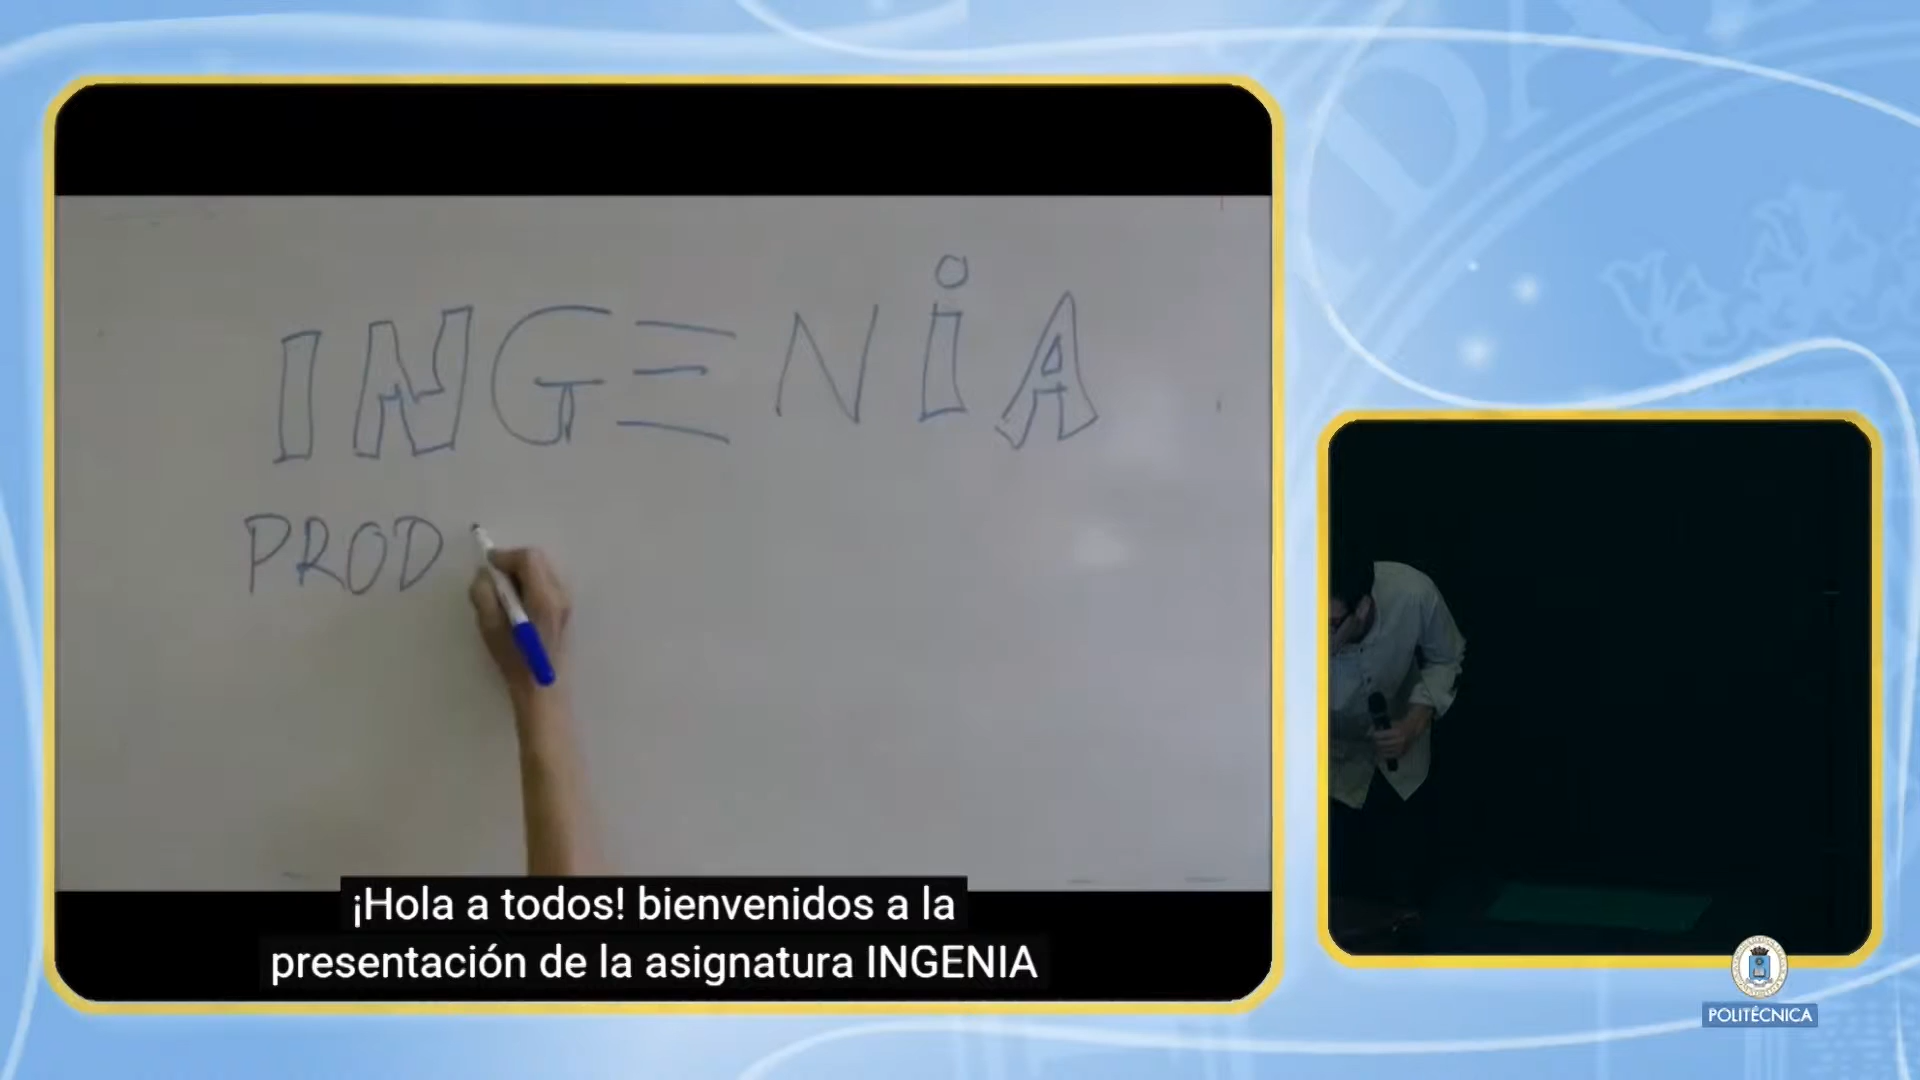 INGENIA
PROD
¡Hola a todos! bienvenidos a la
presentación de la asignatura INGENIA
POLITÉCNICA